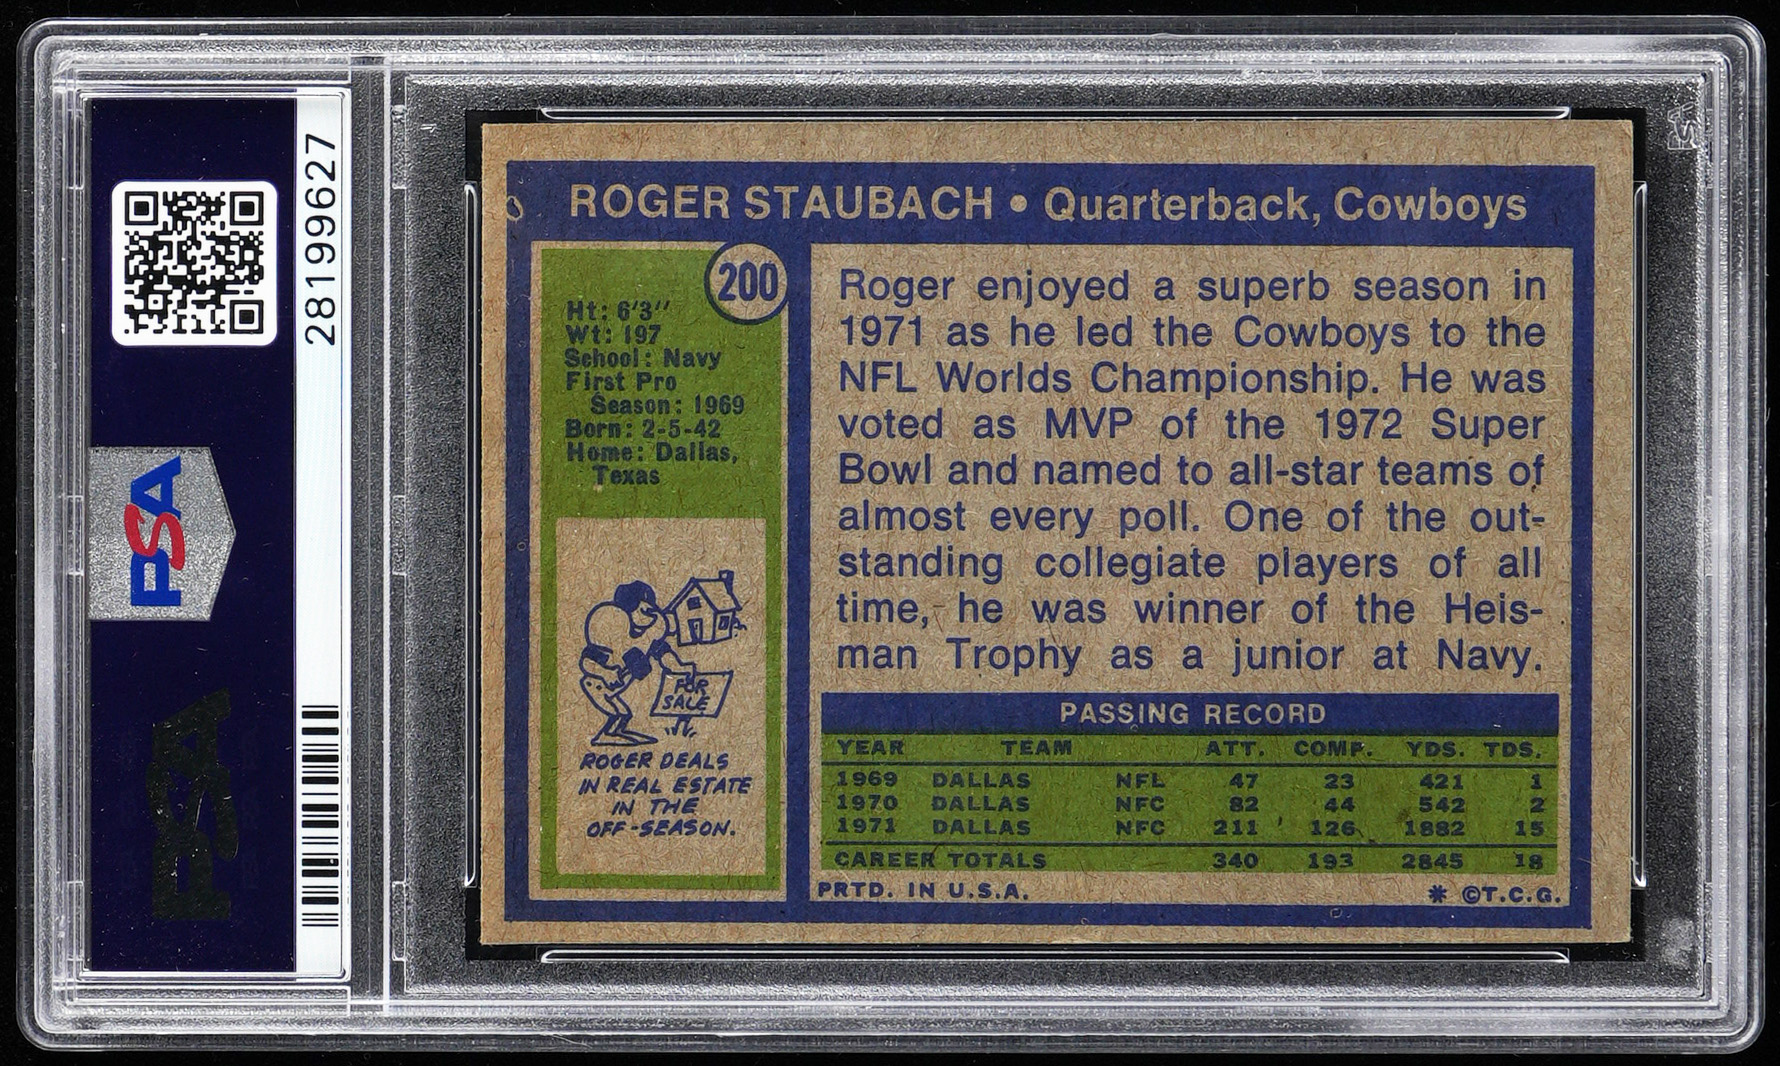 28199627
PSA
PSA
PSA
ROGER STAUBACH • Quarterback, Cowboys
200
Ht: 6'3''
Wt: 197
School: Navy
First Pro
Season: 1969
Born: 2-5-42
Home: Dallas,
Texas
FOR
SALE
ROGER DEALS
IN REAL ESTATE
IN THE
OFF-SEASON.
Roger enjoyed a superb season in
1971 as he led the Cowboys to the
NFL Worlds Championship. He was
voted as MVP of the 1972 Super
Bowl and named to all-star teams of
almost every poll. One of the out-
standing collegiate players of all
time, he was winner of the Heis-
man Trophy as a junior at Navy.
PASSING RECORD
YEAR TEAM ATT. COMP. YDS. TDS.
1969 DALLAS NFL 47 23 421 1
1970 DALLAS NFC 82 44 542 2
1971 DALLAS NFC 211 126 1882 15
CAREER TOTALS 340 193 2845 18
PRTD. IN U.S.A. * ©T.C.G.